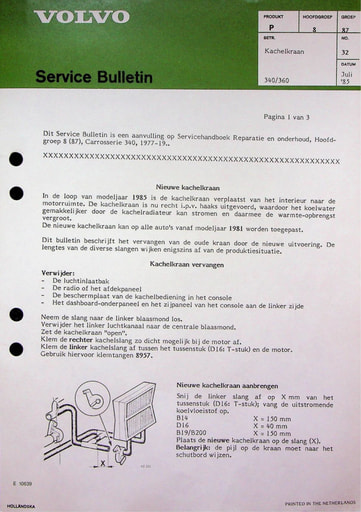 VOLVO
Service Bulletin
PRODUKT HOOFDGROEP GROEP
P 8 87
BETR. NO.
Kachelkraan 32
DATUM
340/360 Juli '85
Pagina 1 van 3
Dit Service Bulletin is een aanvulling op Servicehandboek Reparatie en onderhoud, Hoofd-
groep 8 (87), Carrosserie 340, 1977-19..
XXXXXXXXXXXXXXXXXXXXXXXXXXXXXXXXXXXXXXXXXXXXXXXXXXXXXXXXXXXXXXX
Nieuwe kachelkraan
In de loop van modeljaar 1985 is de kachelkraan verplaatst van het interieur naar de
motorruimte. De kachelkraan is nu recht i.p.v. haaks uitgevoerd, waardoor het koelwater
gemakkelijker door de kachelradiateur kan stromen en daarmee de warmte-opbrengst
vergroot.
De nieuwe kachelkraan kan op alle auto's vanaf modeljaar 1981 worden toegepast.
Dit bulletin beschrijft het vervangen van de oude kraan door de nieuwe uitvoering. De
lengtes van de diverse slangen wijken enigszins af van de produktiesituatie.
Kachelkraan vervangen
Verwijder:
- De luchtinlaatbak
- De radio of het afdekpaneel
- De beschermplaat van de kachelbediening in het console
- Het dashboard-onderpaneel en het zijpaneel van het console aan de linker zijde
Neem de slang naar de linker blaasmond los.
Verwijder het linker luchtkanaal naar de centrale blaasmond.
Zet de kachelkraan "open".
Klem de rechter kachelslang zo dicht mogelijk bij de motor af.
Klem de linker kachelslang af tussen het tussenstuk (D16: T-stuk) en de motor.
Gebruik hiervoor klemtangen 8957.
Nieuwe kachelkraan aanbrengen
Snij de linker slang af op X mm van het
tussenstuk (D16: T-stuk); vang de uitstromende
koelvloeistof op.
B14 X = 150 mm
D16 X = 40 mm
B19/B200 X = 150 mm
Plaats de nieuwe kachelkraan op de slang (X).
Belangrijk: de pijl op de kraan moet naar het
schutbord wijzen.
X
HOLLÄNDSKA
PRINTED IN THE NETHERLANDS